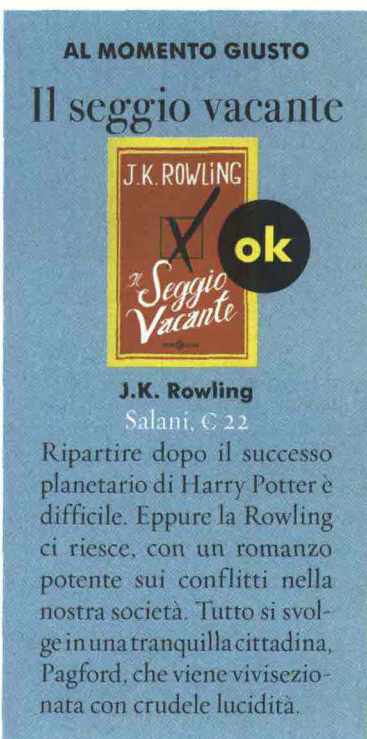 AL MOMENTO GIUSTO
Il seggio vacante
J.K. ROWLING
ok
Il
Seggio
Vacante
J.K. Rowling
Salani, € 22
Ripartire dopo il successo
planetario di Harry Potter è
difficile. Eppure la Rowling
ci riesce, con un romanzo
potente sui conflitti nella
nostra società. Tutto si svol-
ge in una tranquilla cittadina,
Pagford, che viene vivisezio-
nata con crudele lucidità.